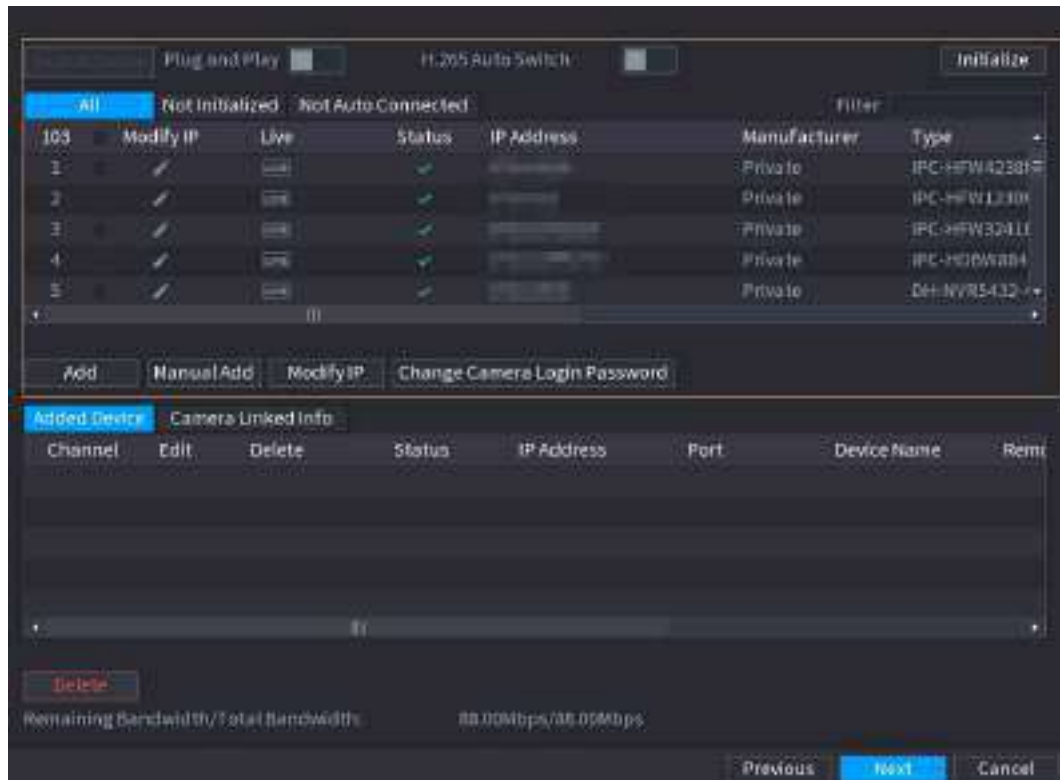 Plug and Play H.265 Auto Switch Initialize
All Not Initialized Not Auto Connected Filter
103 Modify IP Live Status IP Address Manufacturer Type
1 Private
2 Private
3 Private
4 Private
5 Private
Add Manual Add Modify IP Change Camera Login Password
Added Device Camera Linked Info
Channel Edit Delete Status IP Address Port Device Name
Delete
Remaining Bandwidth/Total Bandwidth:
Previous Next Cancel